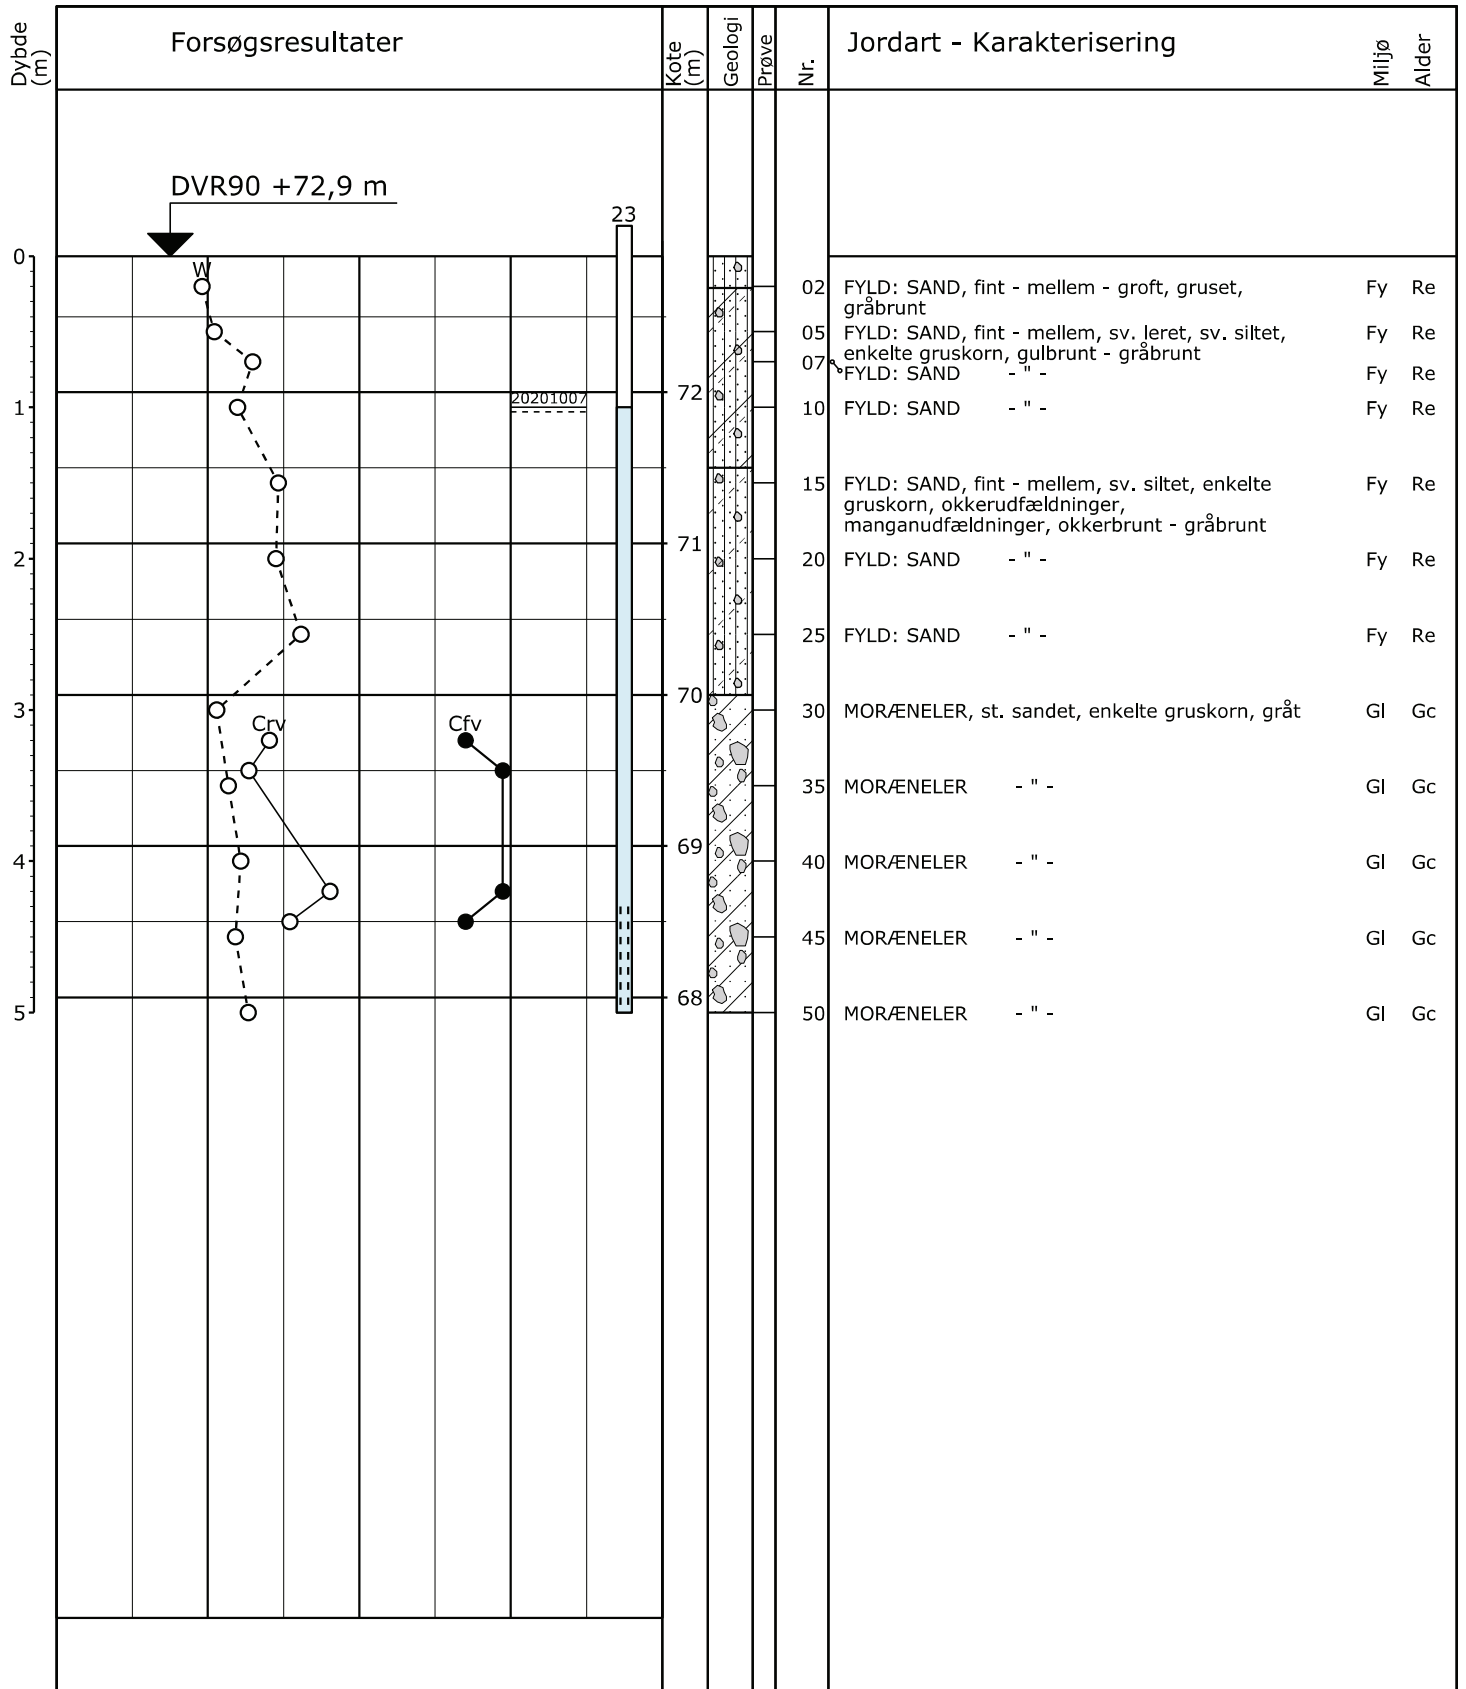 Dybde
(m)
Forsøgsresultater
Kote
(m)
Geologi
Prøve
Nr.
Jordart - Karakterisering
Miljø
Alder
DVR90 +72,9 m
23
0
W
02 FYLD: SAND, fint - mellem - groft, gruset,
gråbrunt
Fy Re
05 FYLD: SAND, fint - mellem, sv. leret, sv. siltet,
enkelte gruskorn, gulbrunt - gråbrunt
Fy Re
07 FYLD: SAND - " - Fy Re
72
20201007
1
10 FYLD: SAND - " - Fy Re
15 FYLD: SAND, fint - mellem, sv. siltet, enkelte
gruskorn, okkerudfældninger,
manganudfældninger, okkerbrunt - gråbrunt
Fy Re
71
2
20 FYLD: SAND - " - Fy Re
25 FYLD: SAND - " - Fy Re
70
3
30 MORÆNELER, st. sandet, enkelte gruskorn, gråt Gl Gc
Crv
Cfv
35 MORÆNELER - " - Gl Gc
69
4
40 MORÆNELER - " - Gl Gc
45 MORÆNELER - " - Gl Gc
68
5
50 MORÆNELER - " - Gl Gc